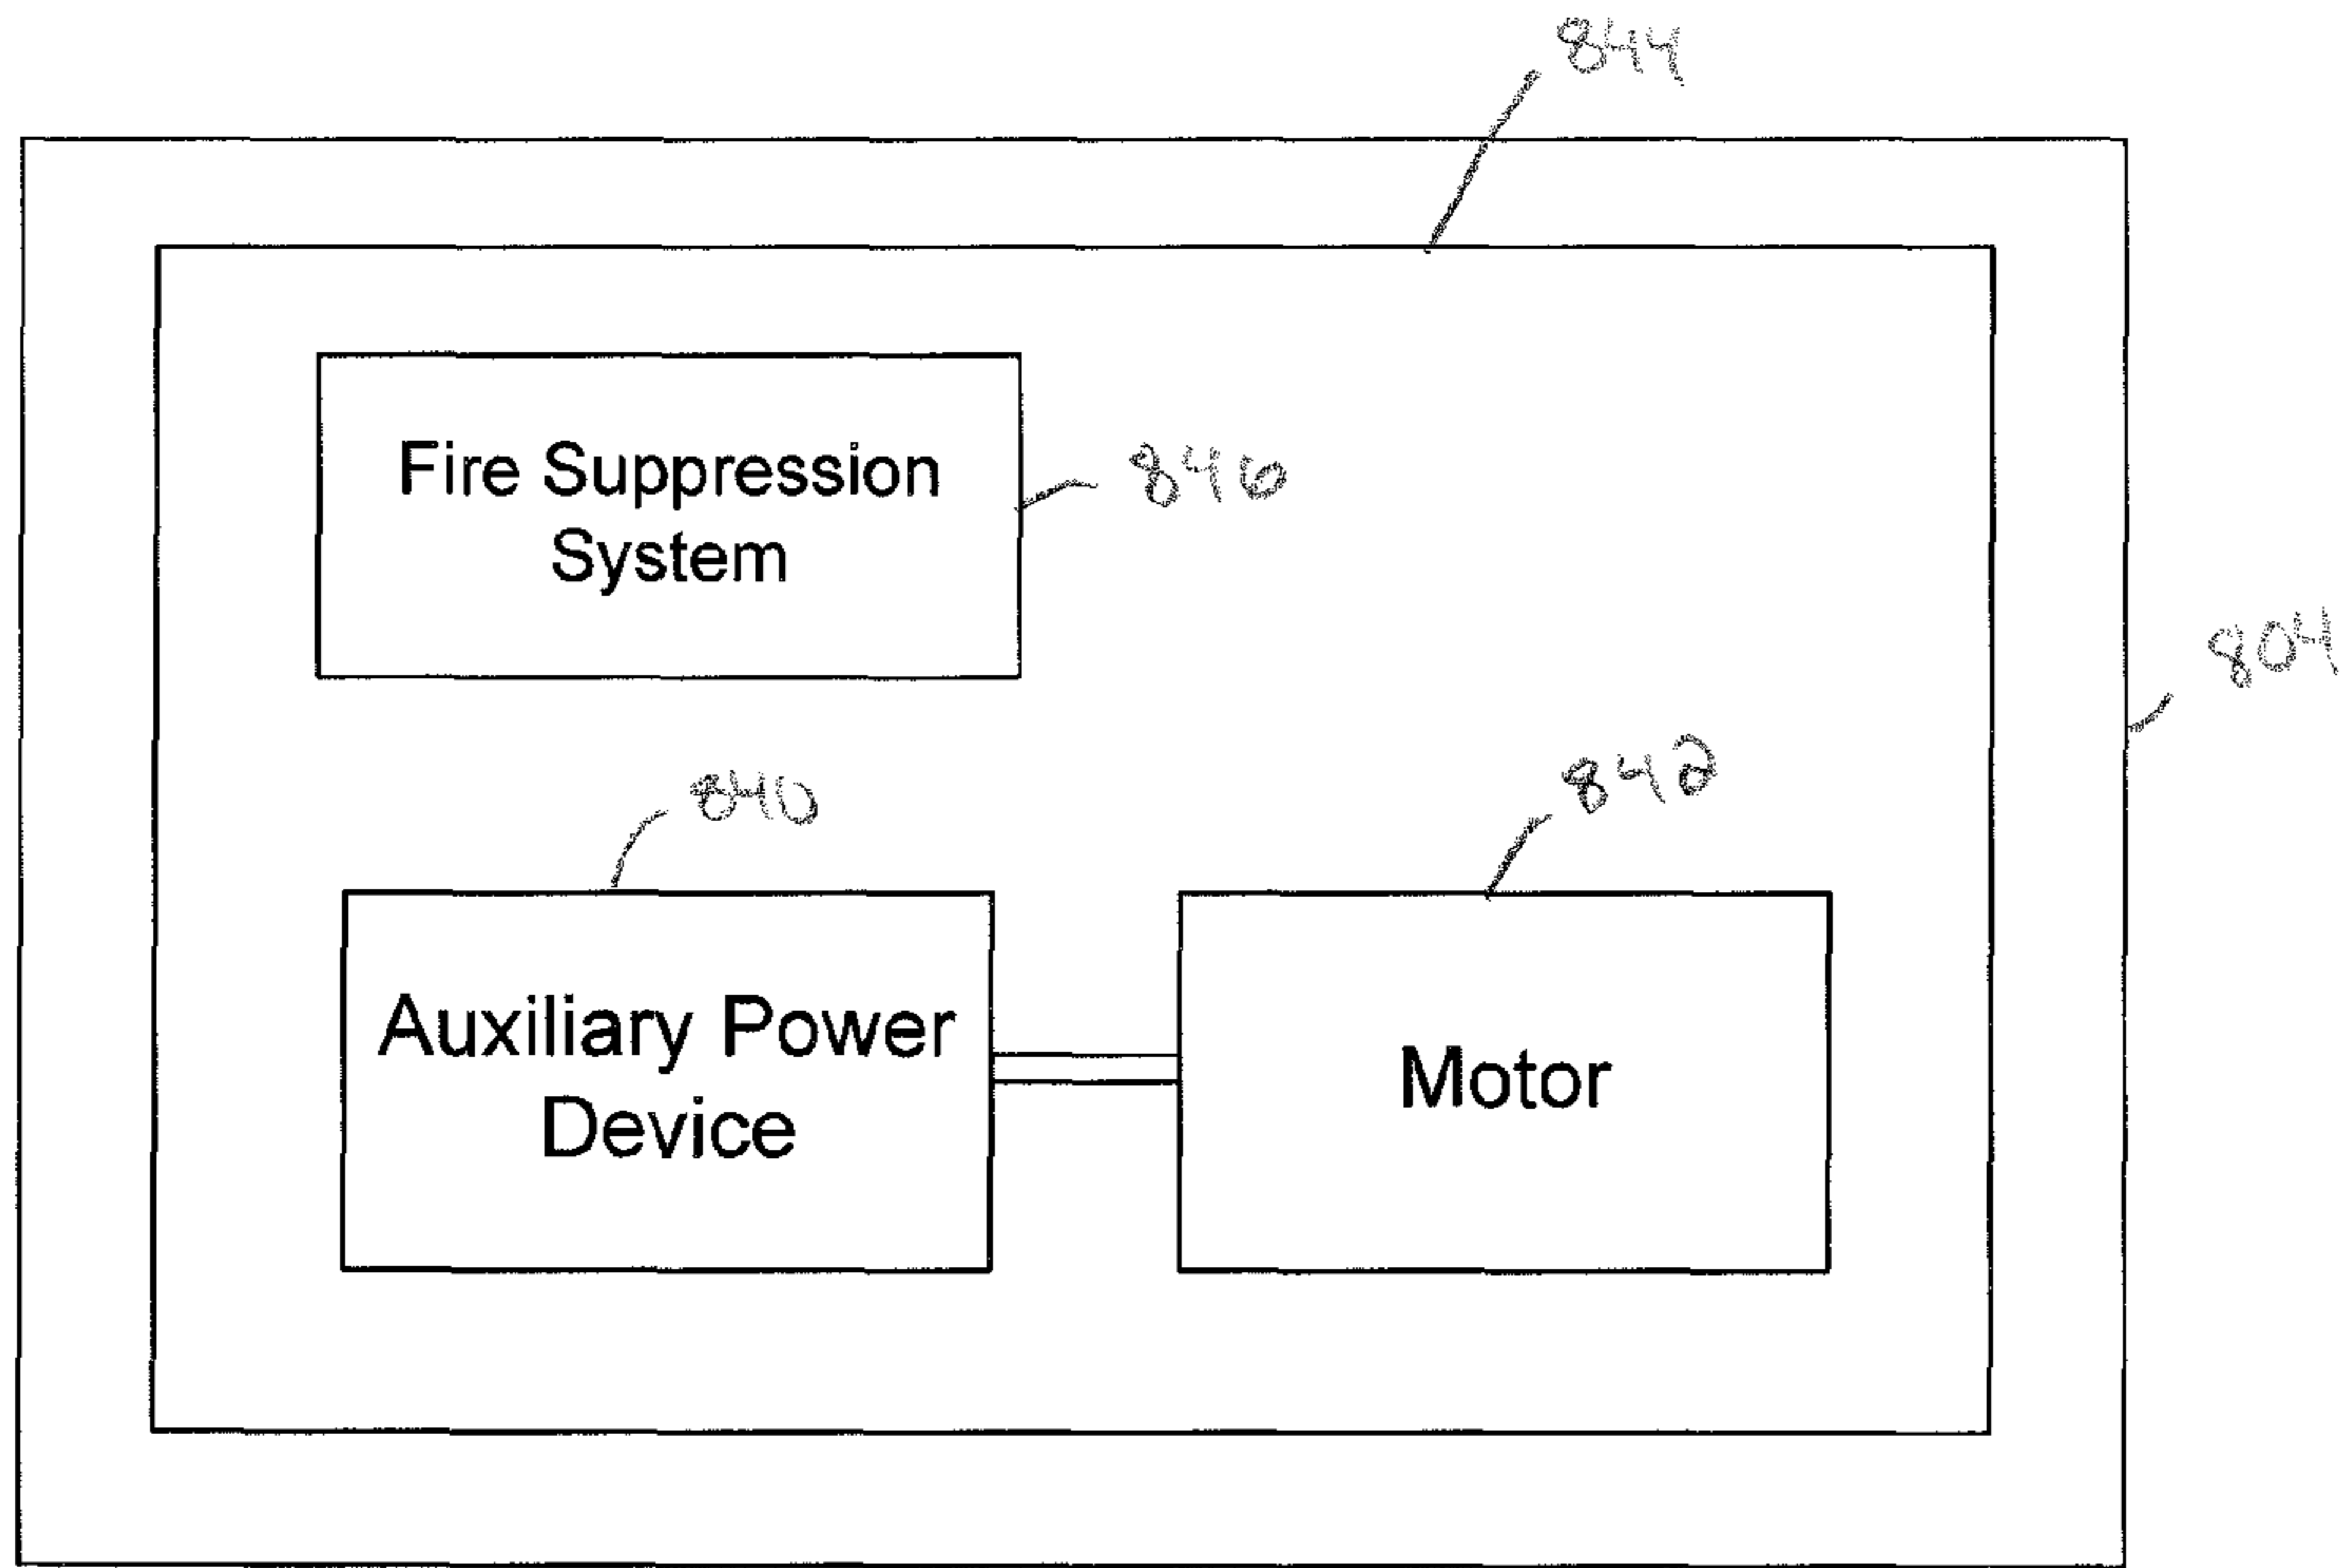 844
Fire Suppression
System
846
804
840
842
Auxiliary Power
Device
Motor